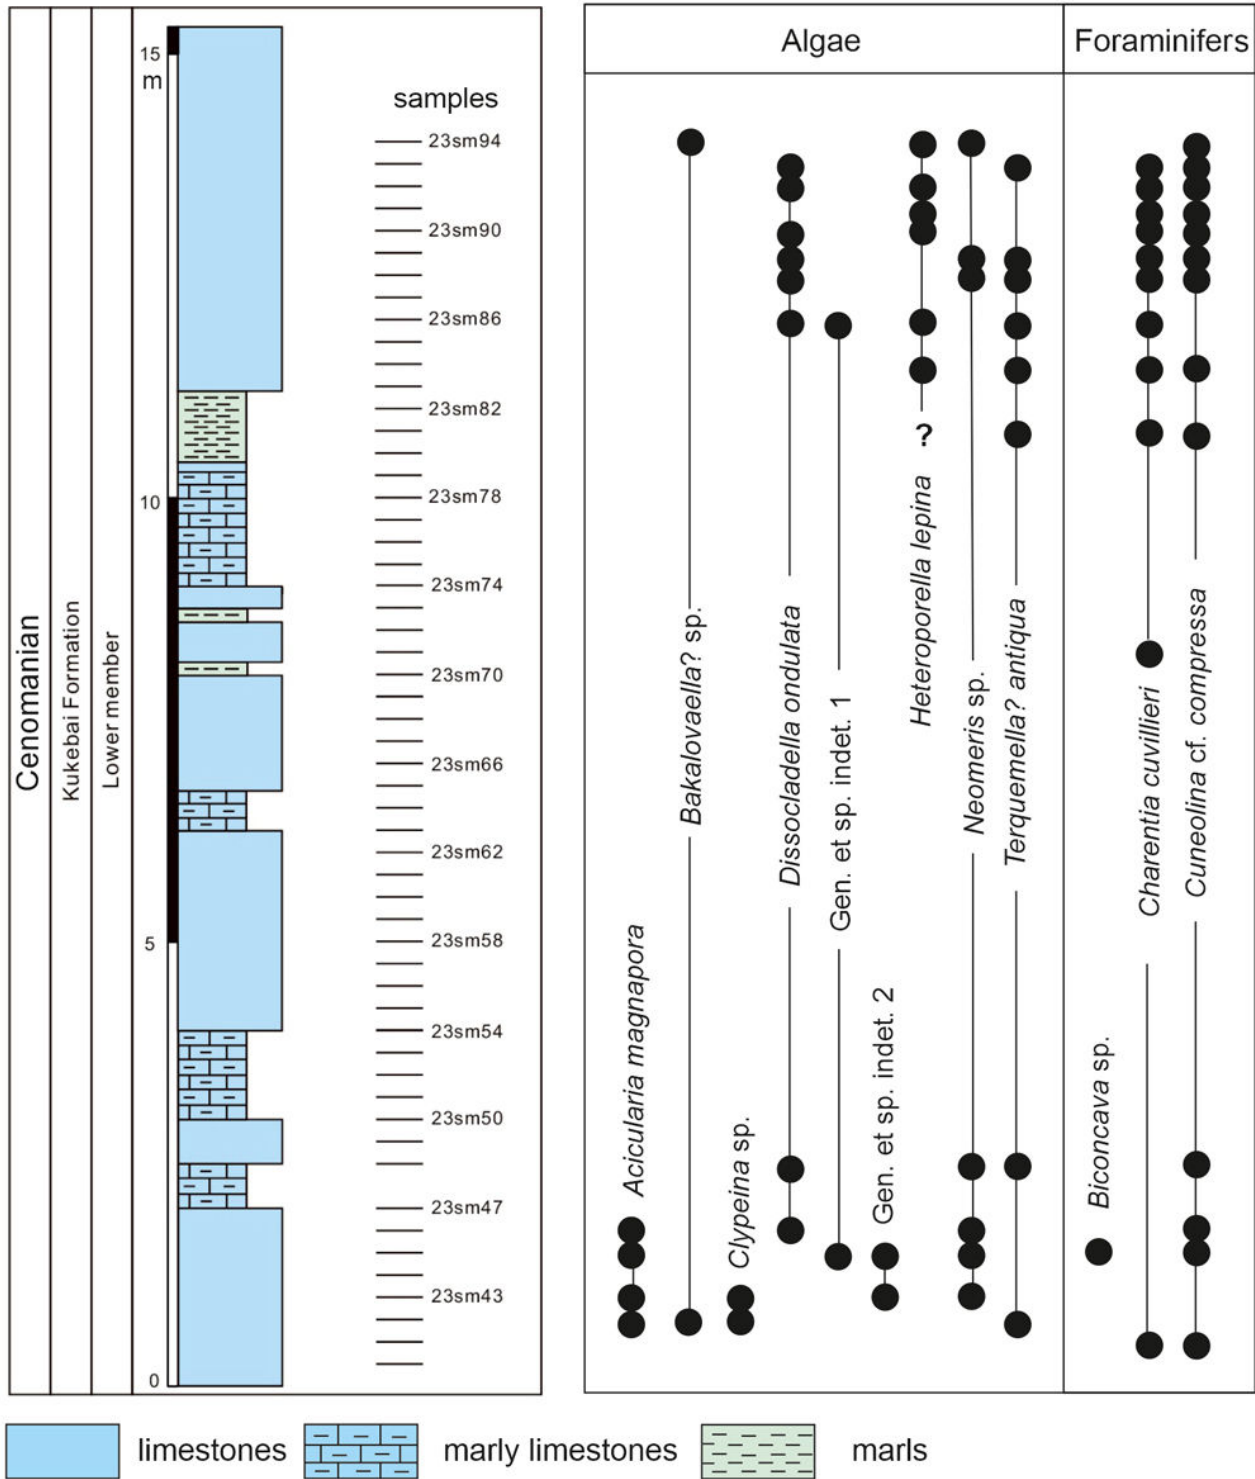 Cenomanian
Kukebai Formation
Lower member
15
m
10
5
0
samples
23sm94
23sm90
23sm86
23sm82
23sm78
23sm74
23sm70
23sm66
23sm62
23sm58
23sm54
23sm50
23sm47
23sm43
Algae
Foraminifers
Acicularia magnapora
Bakalovaella? sp.
Clypeina sp.
Dissocladella ondulata
Gen. et sp. indet. 1
Gen. et sp. indet. 2
?
Heteroporella lepina
Neomeris sp.
Terquemella? antiqua
Biconcava sp.
Charentia cuvillieri
Cuneolina cf. compressa
limestones
marly limestones
marls